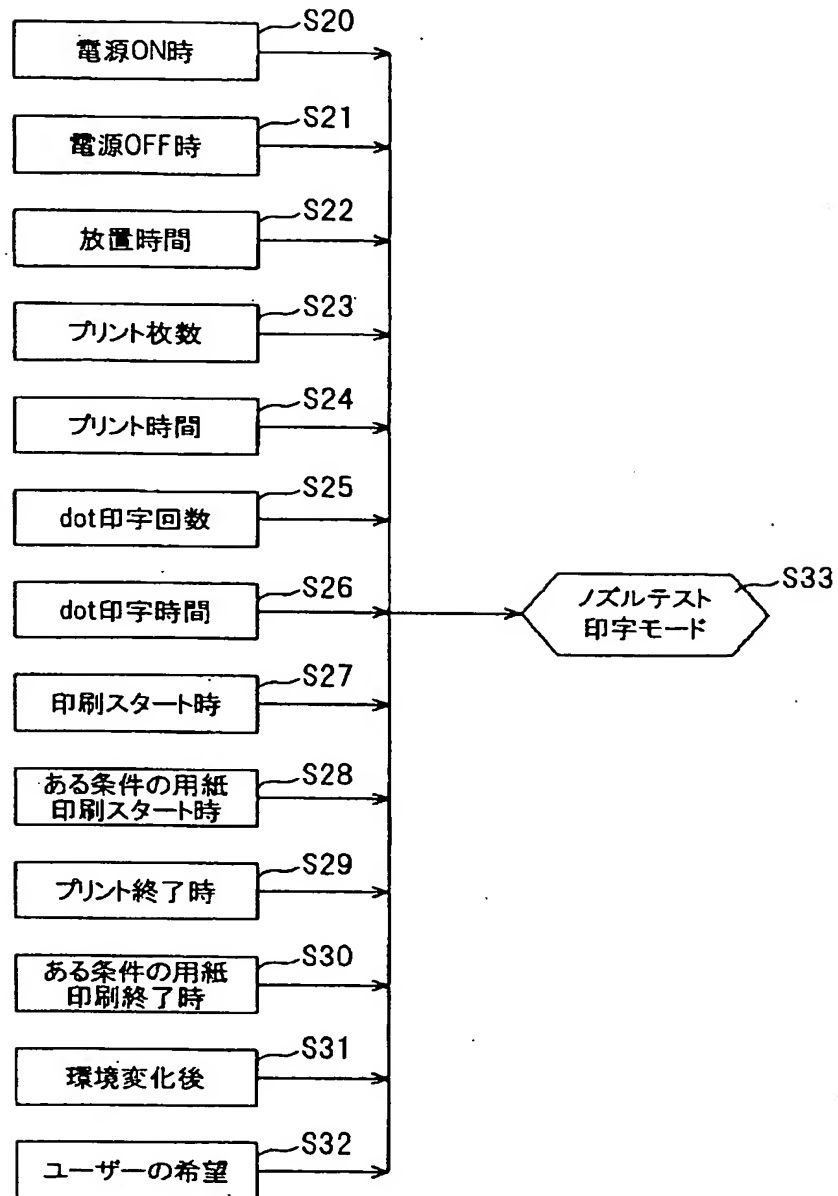 S20
電源ON時
S21
電源OFF時
S22
放置時間
S23
プリント枚数
S24
プリント時間
S25
dot印字回数
S26
dot印字時間
S27
印刷スタート時
S28
ある条件の用紙
印刷スタート時
S29
プリント終了時
S30
ある条件の用紙
印刷終了時
S31
環境変化後
S32
ユーザーの希望
S33
ノズルテスト
印字モード